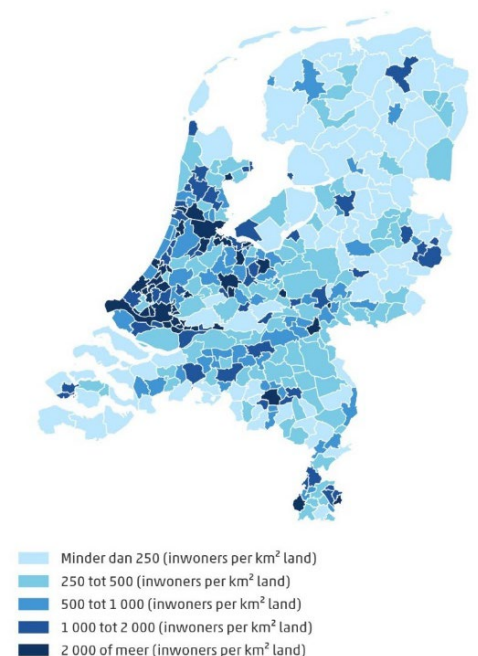 Minder dan 250 (inwoners per km² land)
250 tot 500 (inwoners per km² land)
500 tot 1 000 (inwoners per km² land)
1 000 tot 2 000 (inwoners per km² land)
2 000 of meer (inwoners per km² land)